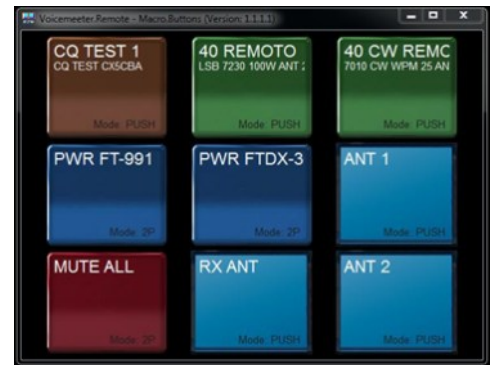 Voicemeeter.Remote - Macro.Buttons (Version: 1.1.1.1)
CQ TEST 1
CQ TEST CX5CBA
Mode: PUSH
40 REMOTO
LSB 7230 100W ANT 2
Mode: PUSH
40 CW REMC
7010 CW WPM 25 AN
Mode: PUSH
PWR FT-991
Mode: 2P
PWR FTDX-3
Mode: 2P
ANT 1
Mode: PUSH
MUTE ALL
Mode: 2P
RX ANT
Mode: PUSH
ANT 2
Mode: PUSH